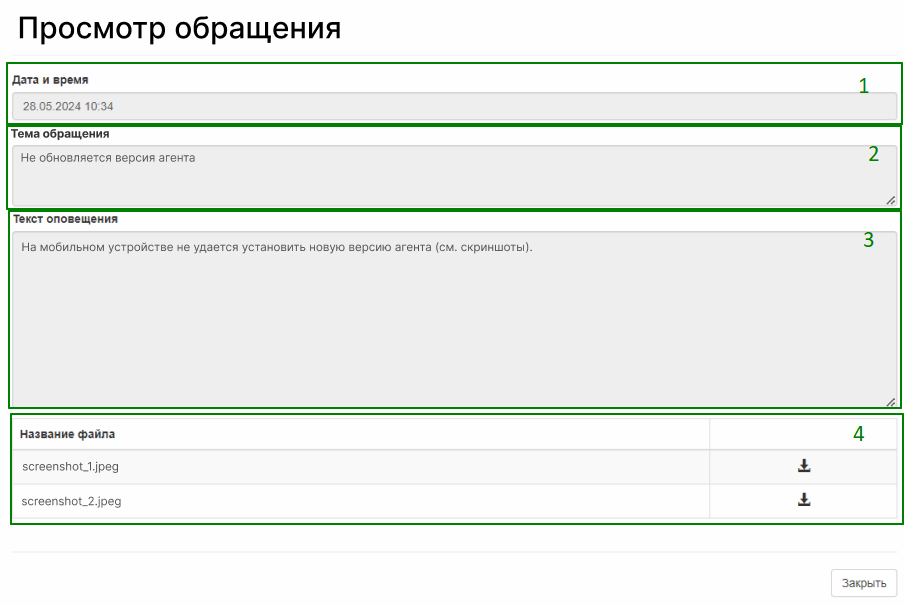 Просмотр обращения
Дата и время
1
28.05.2024 10:34
Тема обращения
Не обновляется версия агента
2
Текст оповещения
На мобильном устройстве не удается установить новую версию агента (см. скриншоты).
3
Название файла
4
screenshot_1.jpeg
screenshot_2.jpeg
Закрыть